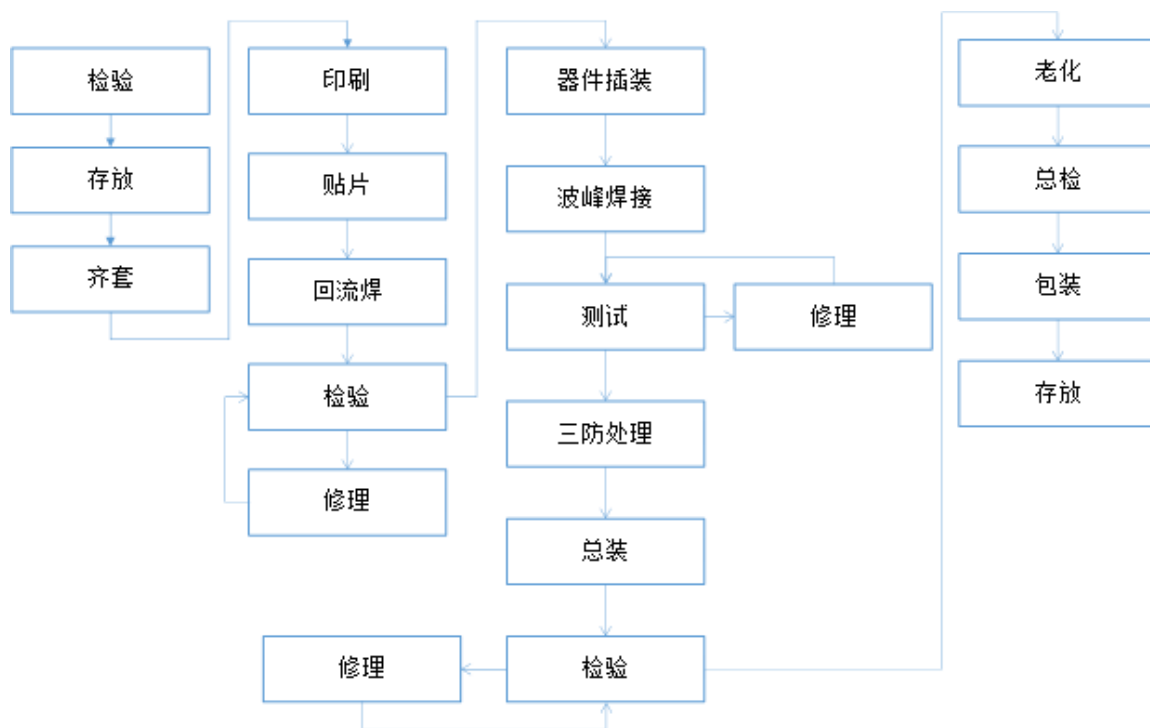 检验
存放
齐套
印刷
贴片
回流焊
检验
修理
器件插装
波峰焊接
测试
修理
三防处理
总装
检验
修理
老化
总检
包装
存放